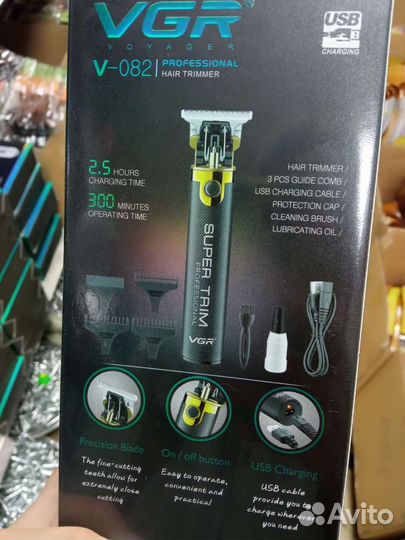 VGR®
VOYAGER
V-082 PROFESSIONAL
HAIR TRIMMER
USB
CHARGING
2.5 HOURS
CHARGING TIME
300 MINUTES
OPERATING TIME
HAIR TRIMMER /
3 PCS GUIDE COMB /
USB CHARGING CABLE /
PROTECTION CAP /
CLEANING BRUSH /
LUBRICATING OIL /
SUPER TRIM
PROFESSIONAL
VGR
Precision Blade
The fine-cutting
teeth allow for
extremely close
cutting
On / off button
Easy to operate,
convenient and
practical
USB Charging
USB cable
provide you to
charge wherever
you need
Avito